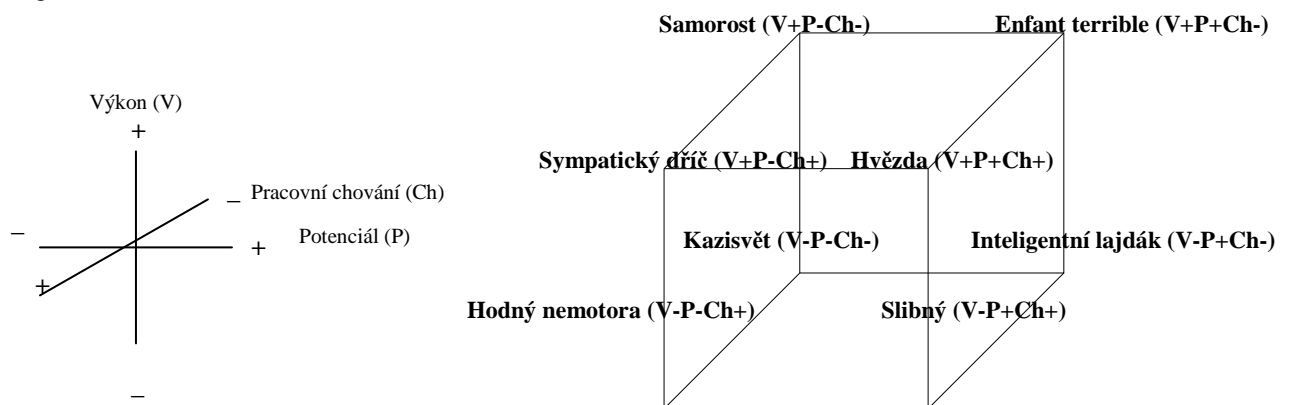 Samorost (V+P-Ch-) Enfant terrible (V+P+Ch-)
Výkon (V)
+
Sympatický dříč (V+P-Ch+) Hvězda (V+P+Ch+)
– Pracovní chování (Ch)
– Potenciál (P)
+
Kazisvět (V-P-Ch-) Inteligentní lajdák (V-P+Ch-)
+
Hodný nemotora (V-P-Ch+) Slibný (V-P+Ch+)
–